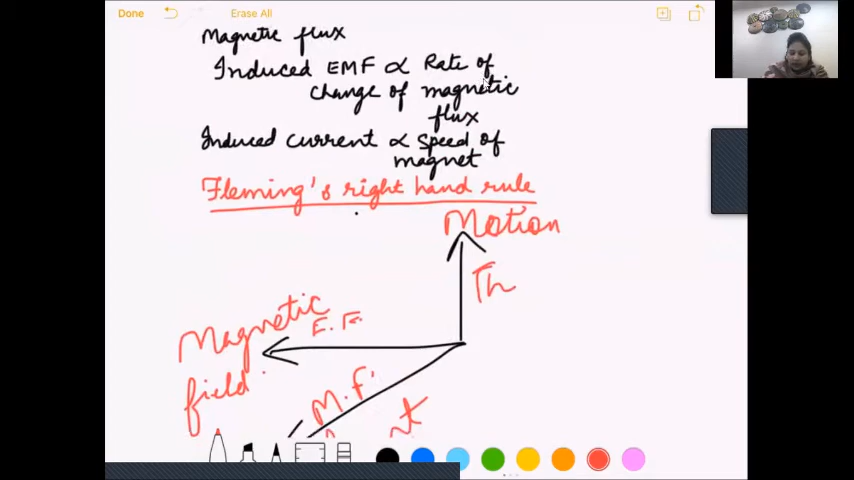 Done
Erase All
Magnetic flux
Induced EMF ∝ Rate of
change of magnetic
flux
Induced current ∝ speed of
magnet
Fleming's right hand rule
Motion
Th
Magnetic
E.F.
field
M.F.